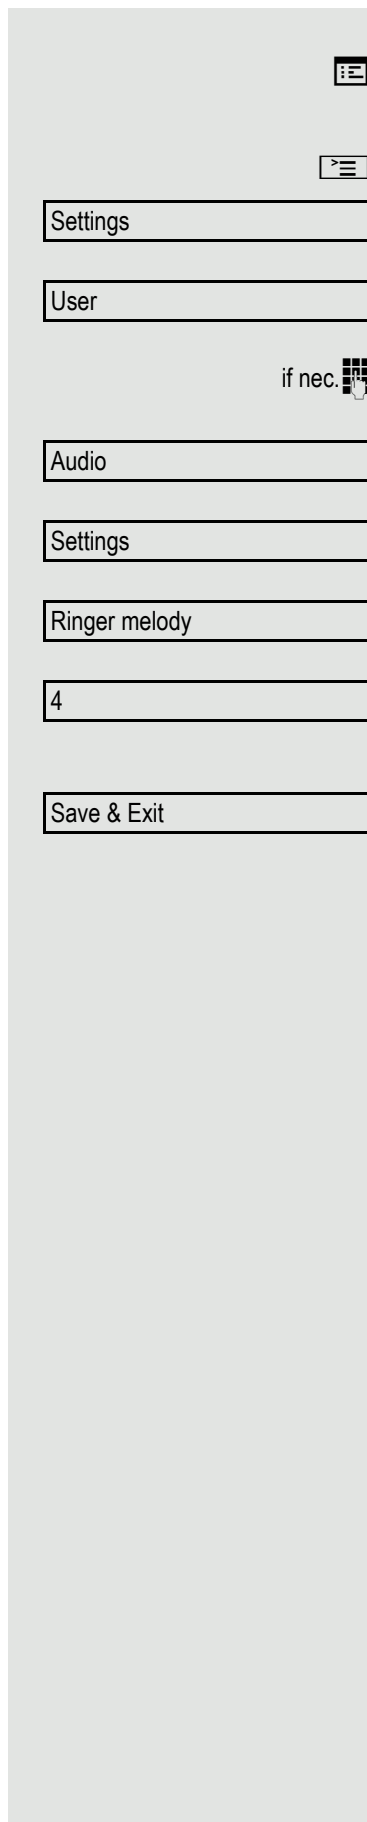 Settings
User
if nec.
Audio
Settings
Ringer melody
4
Save & Exit